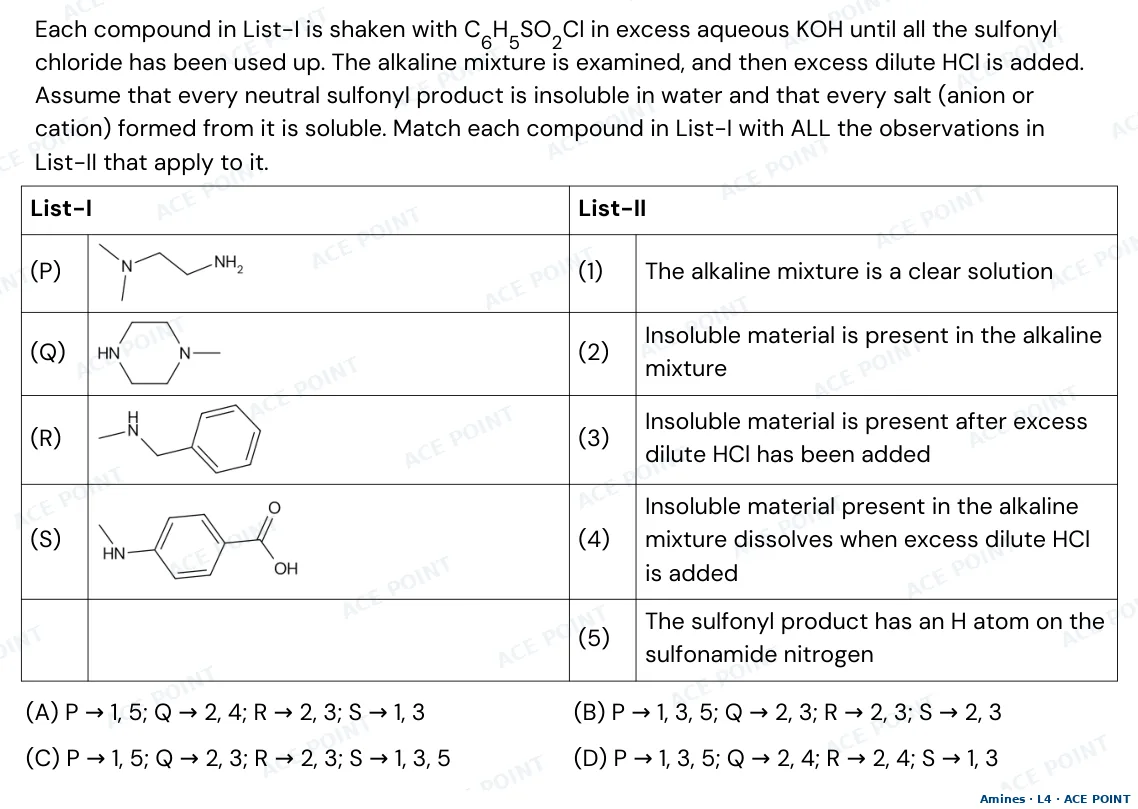 Each compound in List-I is shaken with C6H5SO2Cl in excess aqueous KOH until all the sulfonyl
chloride has been used up. The alkaline mixture is examined, and then excess dilute HCl is added.
Assume that every neutral sulfonyl product is insoluble in water and that every salt (anion or
cation) formed from it is soluble. Match each compound in List-I with ALL the observations in
List-II that apply to it.
List-I List-II
(P) N NH2 (1) The alkaline mixture is a clear solution
(Q) HN N (2) Insoluble material is present in the alkaline
mixture
(R) H N (3) Insoluble material is present after excess
dilute HCl has been added
(S) HN O OH (4) Insoluble material present in the alkaline
mixture dissolves when excess dilute HCl
is added
(5) The sulfonyl product has an H atom on the
sulfonamide nitrogen
(A) P → 1, 5; Q → 2, 4; R → 2, 3; S → 1, 3 (B) P → 1, 3, 5; Q → 2, 3; R → 2, 3; S → 2, 3
(C) P → 1, 5; Q → 2, 3; R → 2, 3; S → 1, 3, 5 (D) P → 1, 3, 5; Q → 2, 4; R → 2, 4; S → 1, 3
Amines · L4 · ACE POINT